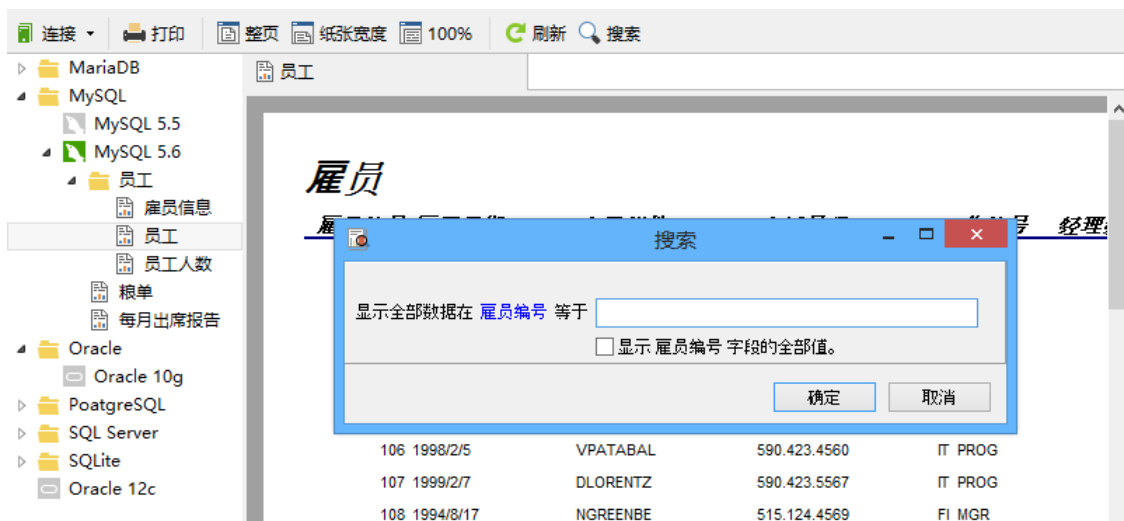 连接 打印 整页 纸张宽度 100% 刷新 搜索
MariaDB
MySQL
MySQL 5.5
MySQL 5.6
员工
雇员信息
员工
员工人数
粮单
每月出席报告
Oracle
Oracle 10g
PoatgreSQL
SQL Server
SQLite
Oracle 12c
员工
雇员
经理
搜索
显示全部数据在 雇员编号 等于
显示 雇员编号 字段的全部值。
确定 取消
106 1998/2/5 VPATABAL 590.423.4560 IT PROG
107 1999/2/7 DLORENTZ 590.423.5567 IT PROG
108 1994/8/17 NGREENBE 515.124.4569 FI MGR